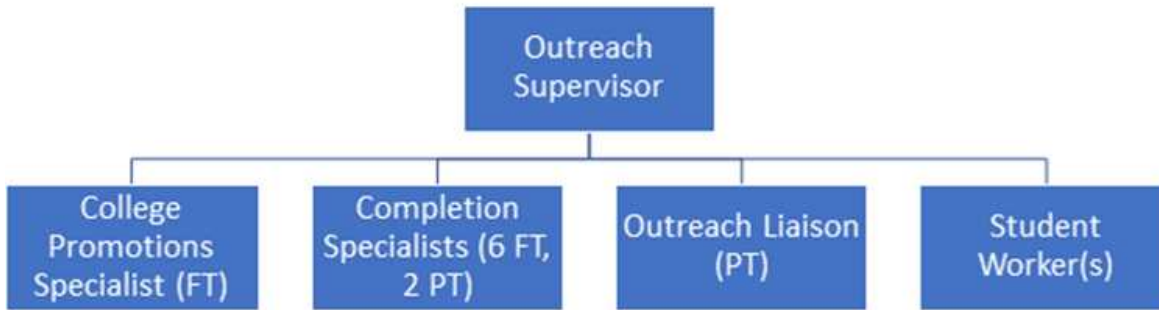 Outreach
Supervisor
College
Promotions
Specialist (FT)
Completion
Specialists (6 FT,
2 PT)
Outreach Liaison
(PT)
Student
Worker(s)